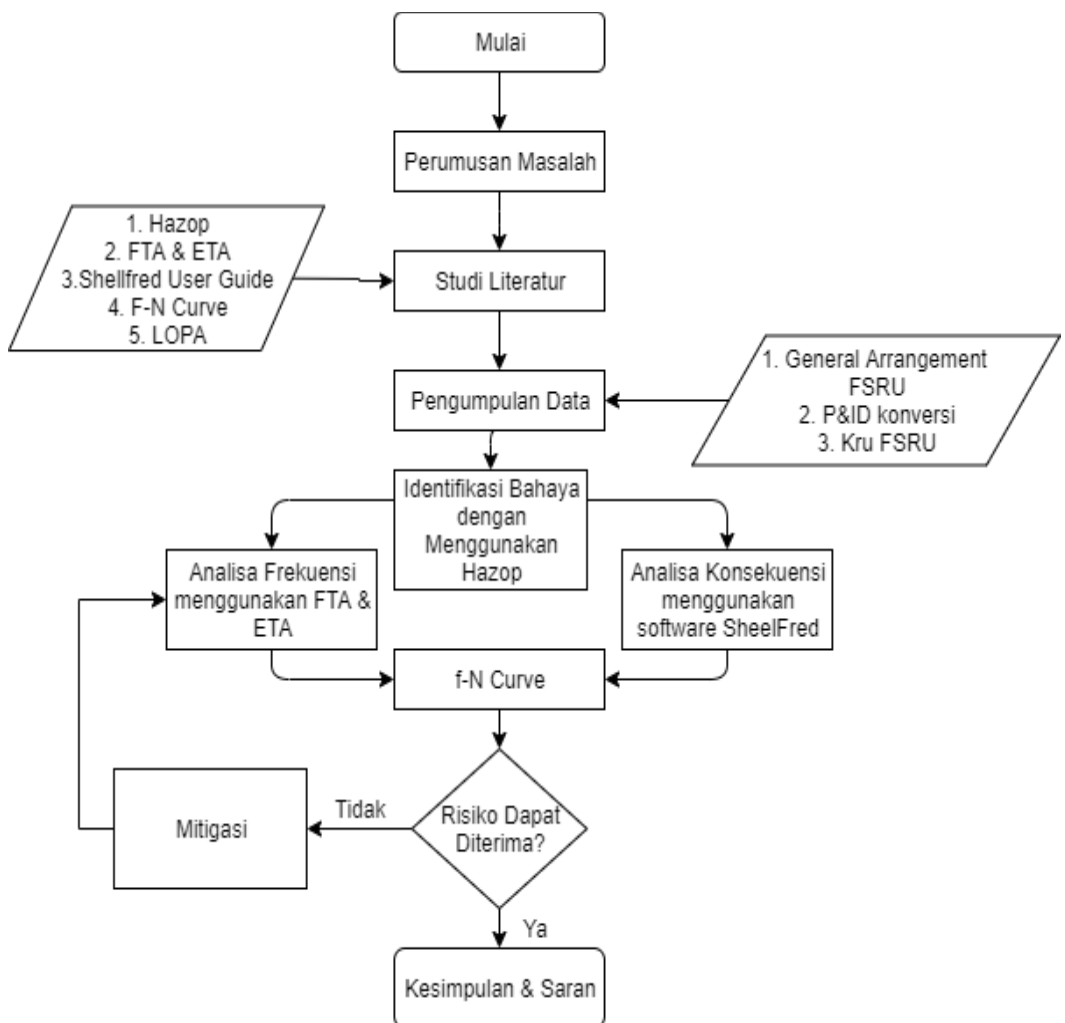 Mulai
Perumusan Masalah
1. Hazop
2. FTA & ETA
3.Shellfred User Guide
4. F-N Curve
5. LOPA
Studi Literatur
1. General Arrangement
FSRU
2. P&ID konversi
3. Kru FSRU
Pengumpulan Data
Identifikasi Bahaya
dengan
Menggunakan
Hazop
Analisa Frekuensi
menggunakan FTA &
ETA
Analisa Konsekuensi
menggunakan
software SheelFred
f-N Curve
Risiko Dapat
Diterima?
Tidak
Mitigasi
Ya
Kesimpulan & Saran